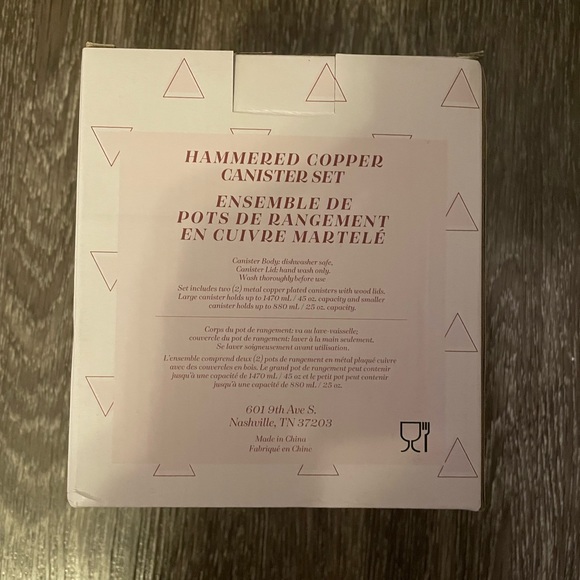 HAMMERED COPPER
CANISTER SET
ENSEMBLE DE
POTS DE RANGEMENT
EN CUIVRE MARTELÉ
Canister Body: dishwasher safe,
Canister Lid: hand wash only.
Wash thoroughly before use
Set includes two (2) metal copper plated canisters with wood lids.
Large canister holds up to 1470 mL / 45 oz. capacity and smaller
canister holds up to 880 mL / 25 oz. capacity.
Corps du pot de rangement: va au lave-vaisselle;
couvercle du pot de rangement: laver à la main seulement.
Se laver soigneusement avant utilisation.
L'ensemble comprend deux (2) pots de rangement en métal plaqué cuivre
avec des couvercles en bois. Le grand pot de rangement peut contenir
jusqu'à une capacité de 1470 mL / 45 oz et le petit pot peut contenir
jusqu'à une capacité de 880 mL / 25 oz.
601 9th Ave S.
Nashville, TN 37203
Made in China
Fabriqué en Chine